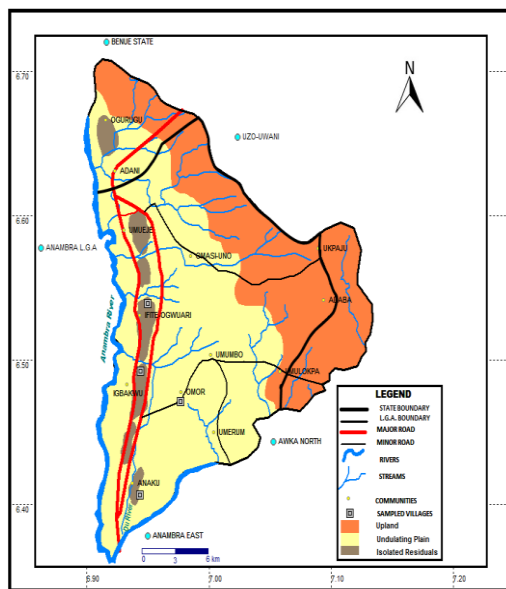 BENUE STATE
6.70
N
OGURUGU
UZO-UWANI
ADANI
6.60
UMUEJE
UKPAJU
ANAMBRA L.G.A
OMASI-UNO
ADABA
IFITE-OGWUARI
Anambra River
6.50
UMUMBO
UMULOKPA
IGBAKWU
OMOR
LEGEND
STATE BOUNDARY
L.G.A. BOUNDARY
MAJOR ROAD
MINOR ROAD
RIVERS
STREAMS
COMMUNITIES
SAMPLED VILLAGES
Upland
Undulating Plain
Isolated Residuals
UMERUM
AWKA NORTH
ANAKU
6.40
River
ANAMBRA EAST
0 3 6 km
6.90 7.00 7.10 7.20